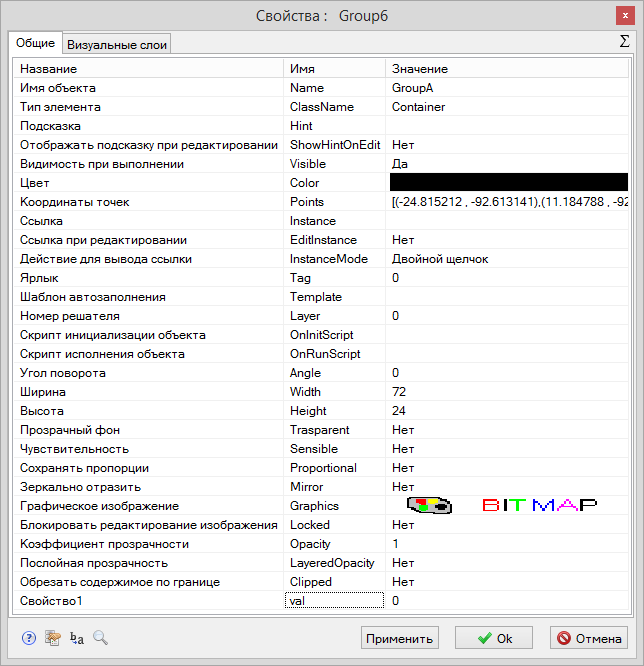 Свойства : Group6
x
Общие Визуальные слои Σ
Название Имя Значение
Имя объекта Name GroupA
Тип элемента ClassName Container
Подсказка Hint
Отображать подсказку при редактировании ShowHintOnEdit Нет
Видимость при выполнении Visible Да
Цвет Color
Координаты точек Points [(-24.815212 , -92.613141),(11.184788 , -92
Ссылка Instance
Ссылка при редактировании EditInstance Нет
Действие для вывода ссылки InstanceMode Двойной щелчок
Ярлык Tag 0
Шаблон автозаполнения Template
Номер решателя Layer 0
Скрипт инициализации объекта OnInitScript
Скрипт исполнения объекта OnRunScript
Угол поворота Angle 0
Ширина Width 72
Высота Height 24
Прозрачный фон Trasparent Нет
Чувствительность Sensible Нет
Сохранять пропорции Proportional Нет
Зеркально отразить Mirror Нет
Графическое изображение Graphics BITMAP
Блокировать редактирование изображения Locked Нет
Коэффициент прозрачности Opacity 1
Послойная прозрачность LayeredOpacity Нет
Обрезать содержимое по границе Clipped Нет
Свойство1 val 0
? ba Применить Ok Отмена